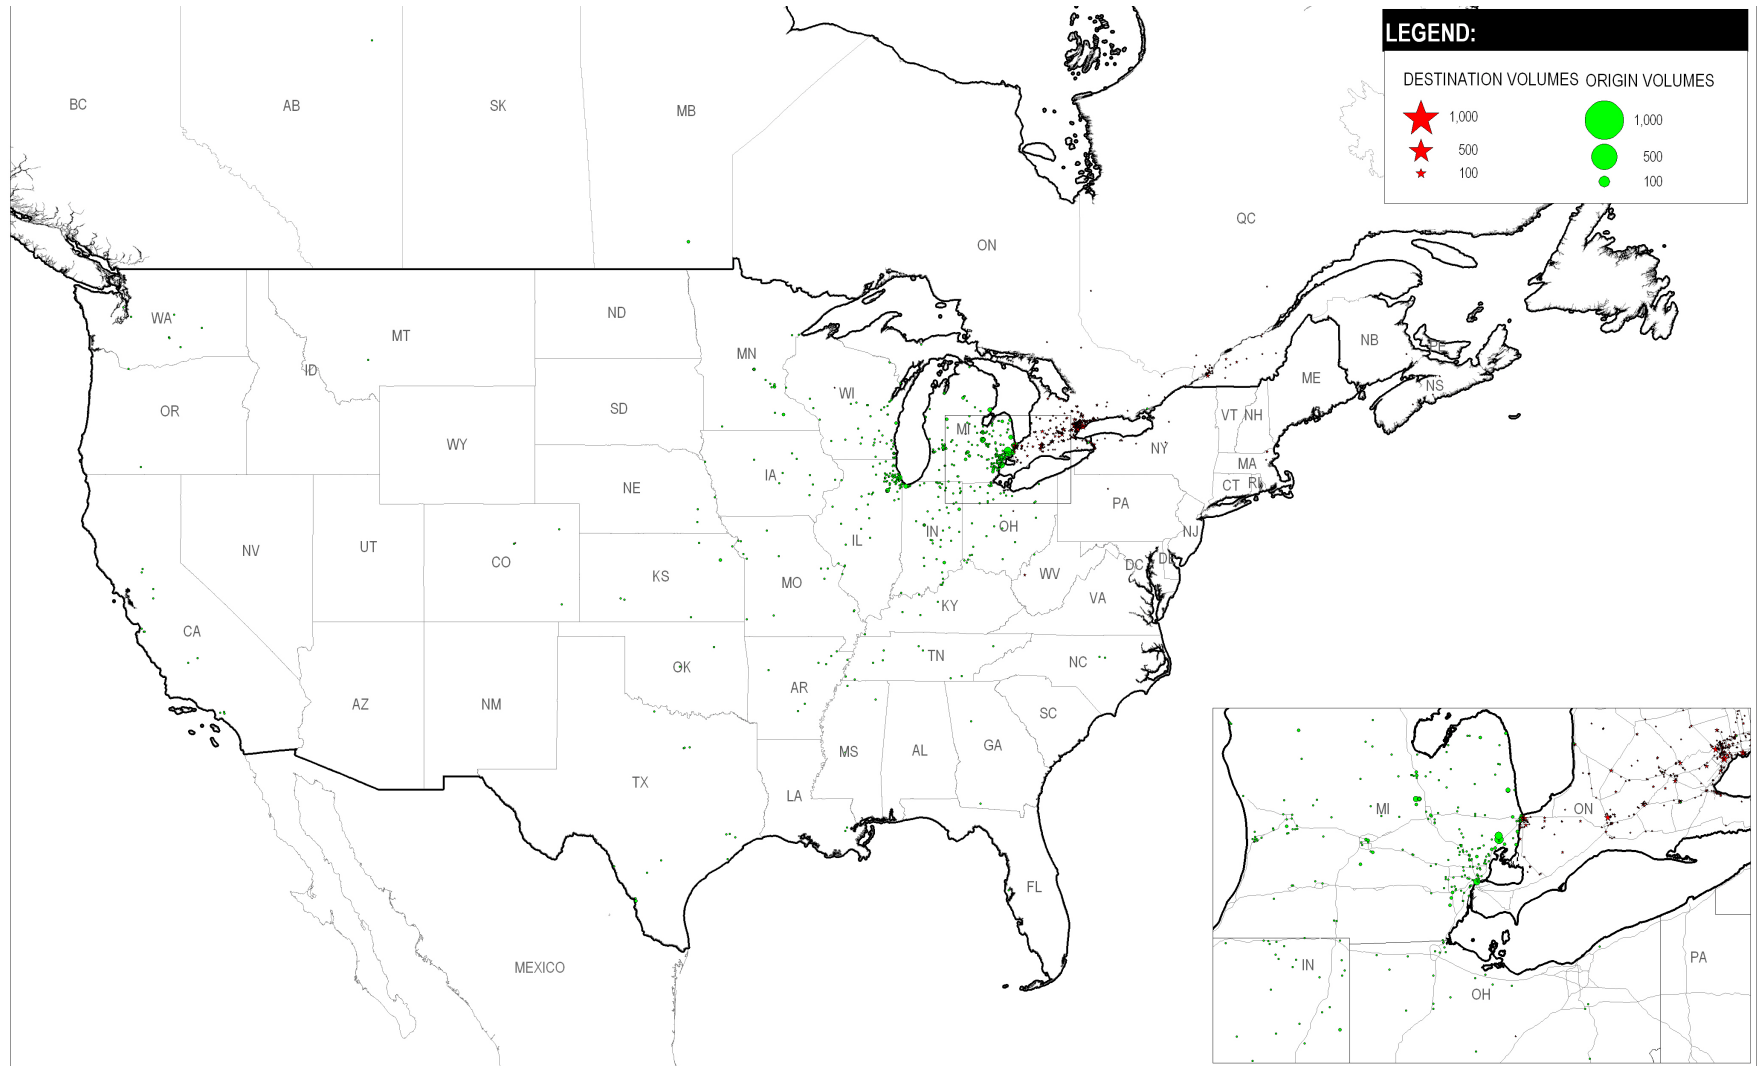 LEGEND:
DESTINATION VOLUMES ORIGIN VOLUMES
1,000 1,000
500 500
100 100
BC AB SK MB
ON QC
WA MT ND MN
ID OR WY SD WI MI
NB PE NS ME
VT NH NY
MA CT RI
IA NE PA NJ
NV UT CO KS MO IL IN OH
WV DC DE
CA KY VA
OK TN NC
AZ NM AR SC
TX LA MS AL GA
FL
MEXICO
MI ON
IN OH PA